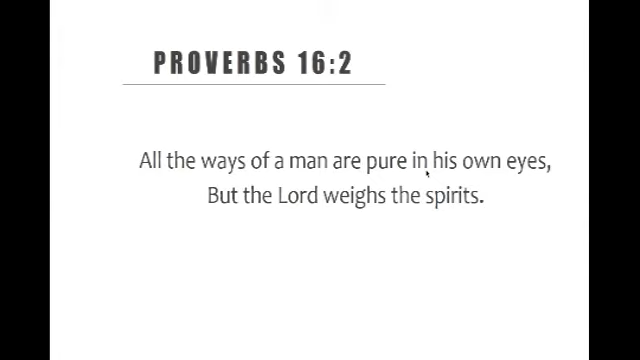 PROVERBS 16:2
All the ways of a man are pure in his own eyes,
But the Lord weighs the spirits.